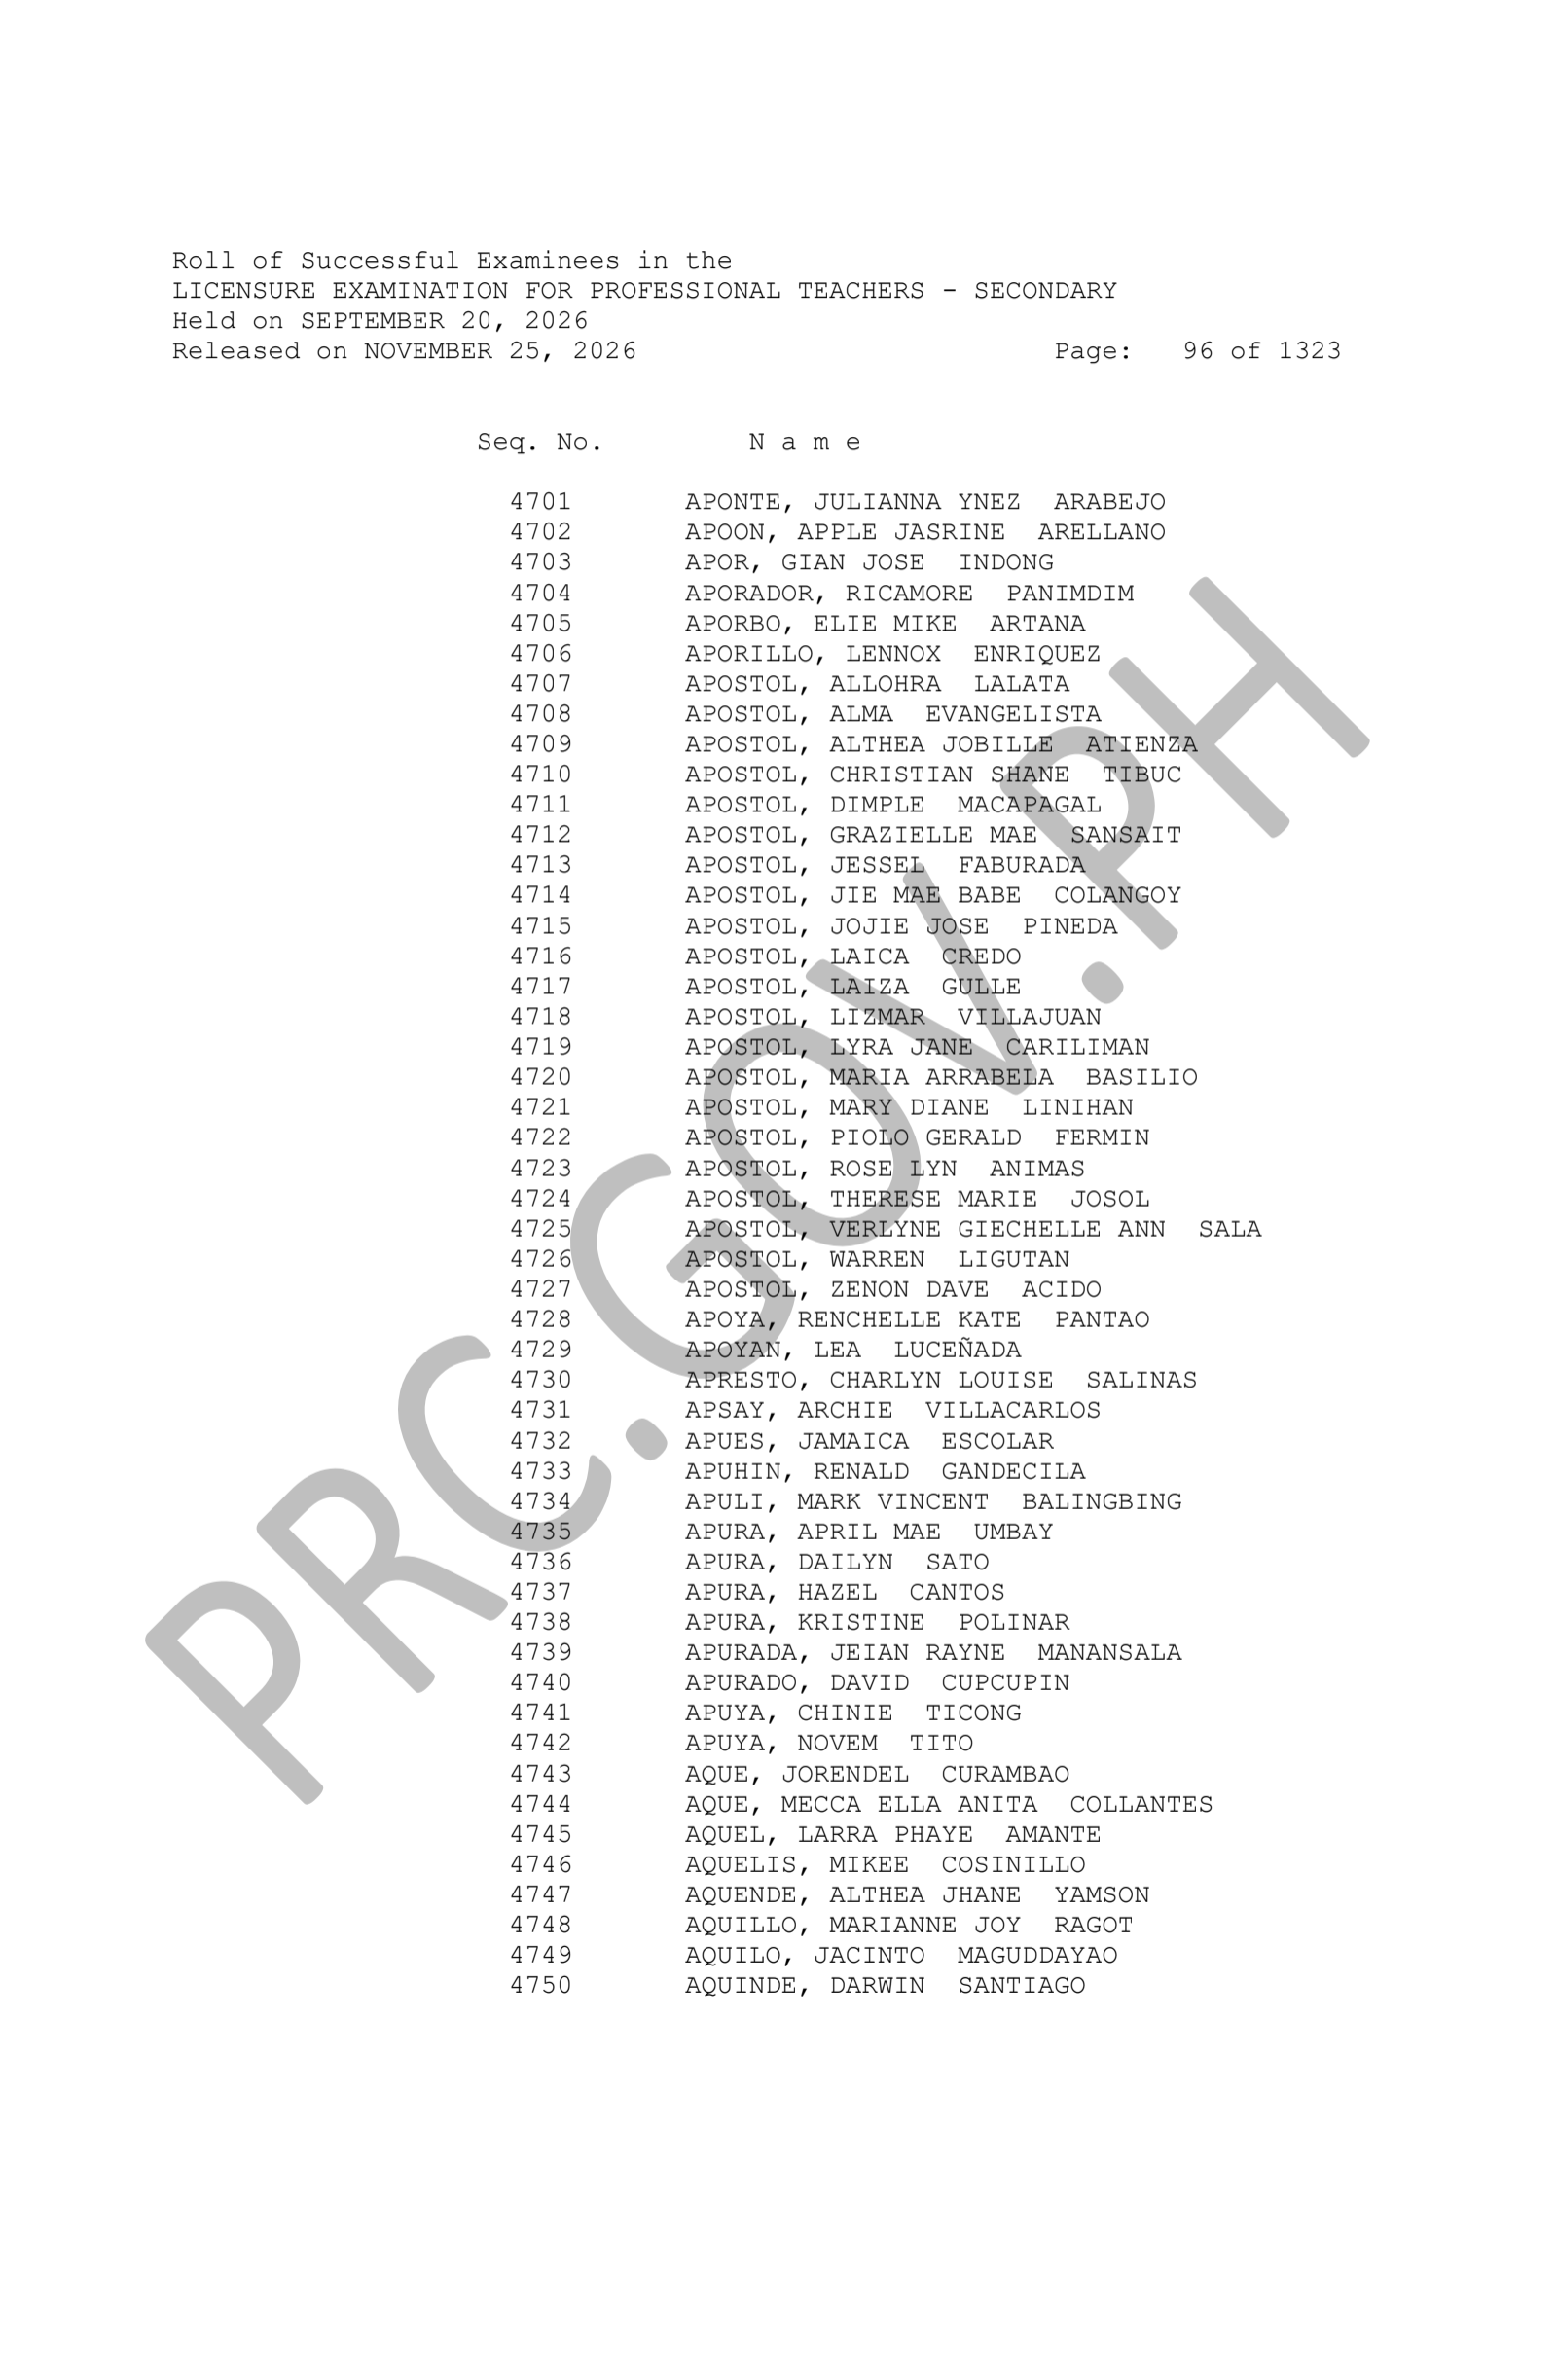 Roll of Successful Examinees in the
LICENSURE EXAMINATION FOR PROFESSIONAL TEACHERS - SECONDARY
Held on SEPTEMBER 20, 2026
Released on NOVEMBER 25, 2026 Page: 96 of 1323
Seq. No. N a m e
4701 APONTE, JULIANNA YNEZ ARABEJO
4702 APOON, APPLE JASRINE ARELLANO
4703 APOR, GIAN JOSE INDONG
4704 APORADOR, RICAMORE PANIMDIM
4705 APORBO, ELIE MIKE ARTANA
4706 APORILLO, LENNOX ENRIQUEZ
4707 APOSTOL, ALLOHRA LALATA
4708 APOSTOL, ALMA EVANGELISTA
4709 APOSTOL, ALTHEA JOBILLE ATIENZA
4710 APOSTOL, CHRISTIAN SHANE TIBUC
4711 APOSTOL, DIMPLE MACAPAGAL
4712 APOSTOL, GRAZIELLE MAE SANSAIT
4713 APOSTOL, JESSEL FABURADA
4714 APOSTOL, JIE MAE BABE COLANGOY
4715 APOSTOL, JOJIE JOSE PINEDA
4716 APOSTOL, LAICA CREDO
4717 APOSTOL, LAIZA GULLE
4718 APOSTOL, LIZMAR VILLAJUAN
4719 APOSTOL, LYRA JANE CARILIMAN
4720 APOSTOL, MARIA ARRABELA BASILIO
4721 APOSTOL, MARY DIANE LINIHAN
4722 APOSTOL, PIOLO GERALD FERMIN
4723 APOSTOL, ROSE LYN ANIMAS
4724 APOSTOL, THERESE MARIE JOSOL
4725 APOSTOL, VERLYNE GIECHELLE ANN SALA
4726 APOSTOL, WARREN LIGUTAN
4727 APOSTOL, ZENON DAVE ACIDO
4728 APOYA, RENCHELLE KATE PANTAO
4729 APOYAN, LEA LUCEÑADA
4730 APRESTO, CHARLYN LOUISE SALINAS
4731 APSAY, ARCHIE VILLACARLOS
4732 APUES, JAMAICA ESCOLAR
4733 APUHIN, RENALD GANDECILA
4734 APULI, MARK VINCENT BALINGBING
4735 APURA, APRIL MAE UMBAY
4736 APURA, DAILYN SATO
4737 APURA, HAZEL CANTOS
4738 APURA, KRISTINE POLINAR
4739 APURADA, JEIAN RAYNE MANANSALA
4740 APURADO, DAVID CUPCUPIN
4741 APUYA, CHINIE TICONG
4742 APUYA, NOVEM TITO
4743 AQUE, JORENDEL CURAMBAO
4744 AQUE, MECCA ELLA ANITA COLLANTES
4745 AQUEL, LARRA PHAYE AMANTE
4746 AQUELIS, MIKEE COSINILLO
4747 AQUENDE, ALTHEA JHANE YAMSON
4748 AQUILLO, MARIANNE JOY RAGOT
4749 AQUILO, JACINTO MAGUDDAYAO
4750 AQUINDE, DARWIN SANTIAGO
PRC.GOV.PH